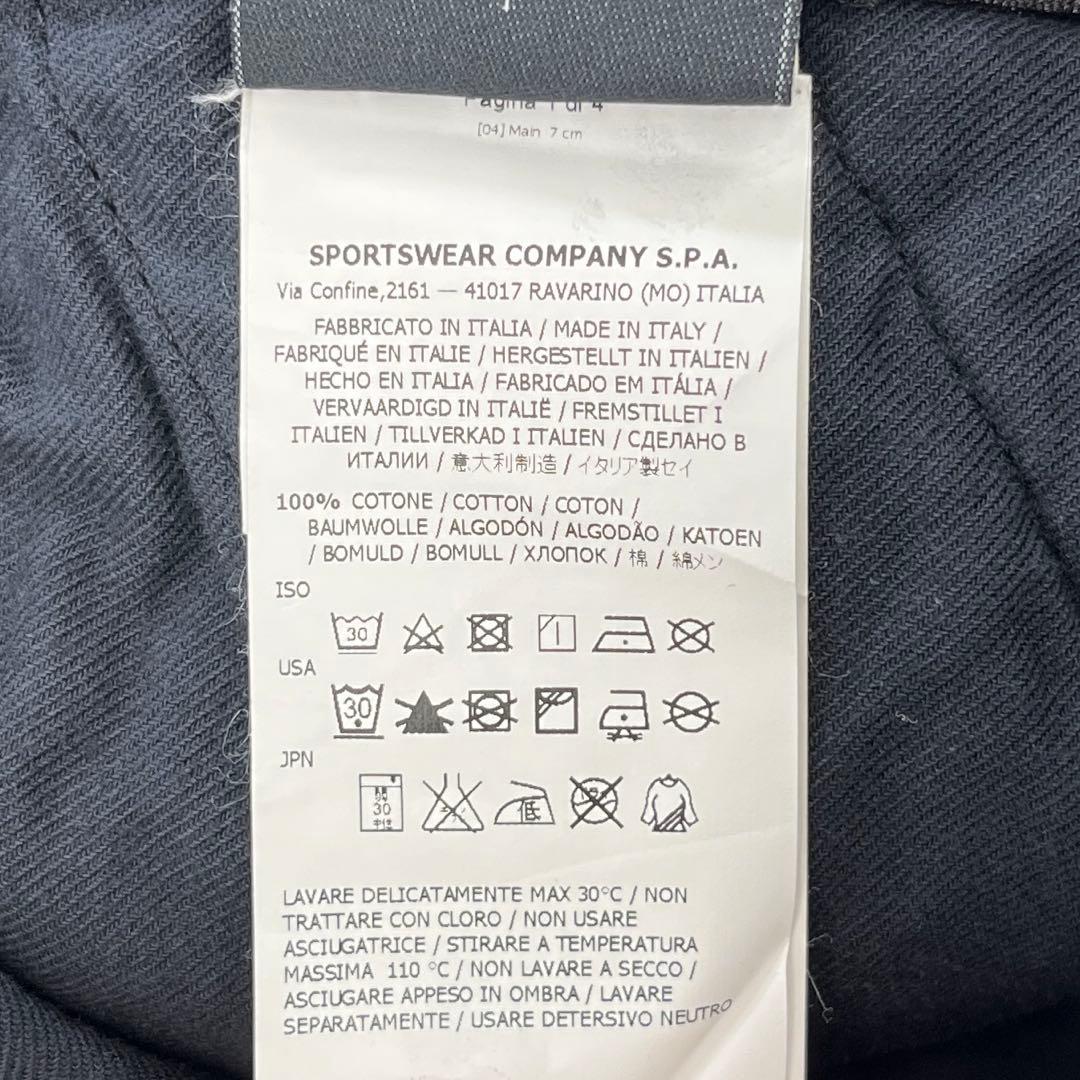 Pagina 1 di 4
[04] Main 7 cm
SPORTSWEAR COMPANY S.P.A.
Via Confine,2161 — 41017 RAVARINO (MO) ITALIA
FABBRICATO IN ITALIA / MADE IN ITALY /
FABRIQUÉ EN ITALIE / HERGESTELLT IN ITALIEN /
HECHO EN ITALIA / FABRICADO EM ITÁLIA /
VERVAARDIGD IN ITALIË / FREMSTILLET I
ITALIEN / TILLVERKAD I ITALIEN / СДЕЛАНО В
ИТАЛИИ / 意大利制造 / イタリア製セイ
100% COTONE / COTTON / COTON /
BAUMWOLLE / ALGODÓN / ALGODÃO / KATOEN
/ BOMULD / BOMULL / ХЛОПОК / 棉 / 綿メン
ISO
30
USA
30
JPN
30 低
LAVARE DELICATAMENTE MAX 30°C / NON
TRATTARE CON CLORO / NON USARE
ASCIUGATRICE / STIRARE A TEMPERATURA
MASSIMA 110 °C / NON LAVARE A SECCO /
ASCIUGARE APPESO IN OMBRA / LAVARE
SEPARATAMENTE / USARE DETERSIVO NEUTRO